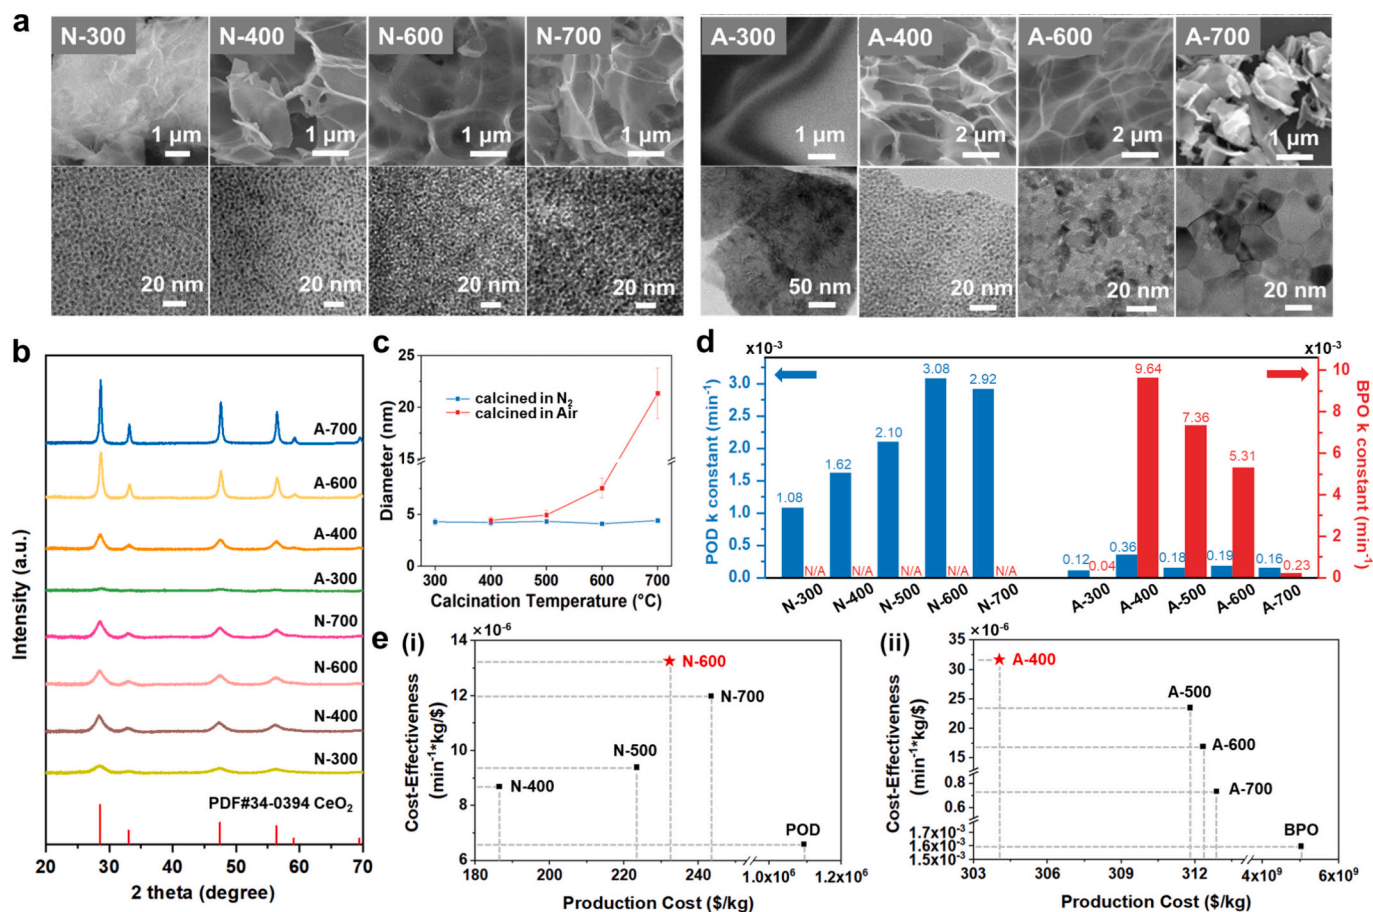 a
N-300
N-400
N-600
N-700
A-300
A-400
A-600
A-700
1 μm
1 μm
1 μm
1 μm
1 μm
2 μm
2 μm
1 μm
20 nm
20 nm
20 nm
20 nm
50 nm
20 nm
20 nm
20 nm
b
A-700
A-600
A-400
A-300
N-700
N-600
N-400
N-300
PDF#34-0394 CeO₂
Intensity (a.u.)
20 30 40 50 60 70
2 theta (degree)
c
calcined in N₂
calcined in Air
Diameter (nm)
25
20
15
5
0
300 400 500 600 700
Calcination Temperature (°C)
d
x10⁻³
x10⁻³
POD k constant (min⁻¹)
3.0
2.5
2.0
1.5
1.0
0.5
0.0
1.08
1.62
2.10
3.08
2.92
N/A N/A N/A N/A N/A
0.12
0.04
0.36
9.64
0.18
7.36
0.19
5.31
0.16
0.23
N-300 N-400 N-500 N-600 N-700 A-300 A-400 A-500 A-600 A-700
10
8
6
4
2
0
BPO k constant (min⁻¹)
e (i)
×10⁻⁶
Cost-Effectiveness
(min⁻¹*kg/$)
14
12
10
8
6
N-600
N-700
N-500
N-400
POD
180 200 220 240 1.0x10⁶ 1.2x10⁶
Production Cost ($/kg)
(ii)
×10⁻⁶
Cost-Effectiveness
(min⁻¹*kg/$)
35
30
25
20
15
0.8
0.6
1.7x10⁻³
1.6x10⁻³
1.5x10⁻³
A-400
A-500
A-600
A-700
BPO
303 306 309 312 4x10⁹ 6x10⁹
Production Cost ($/kg)